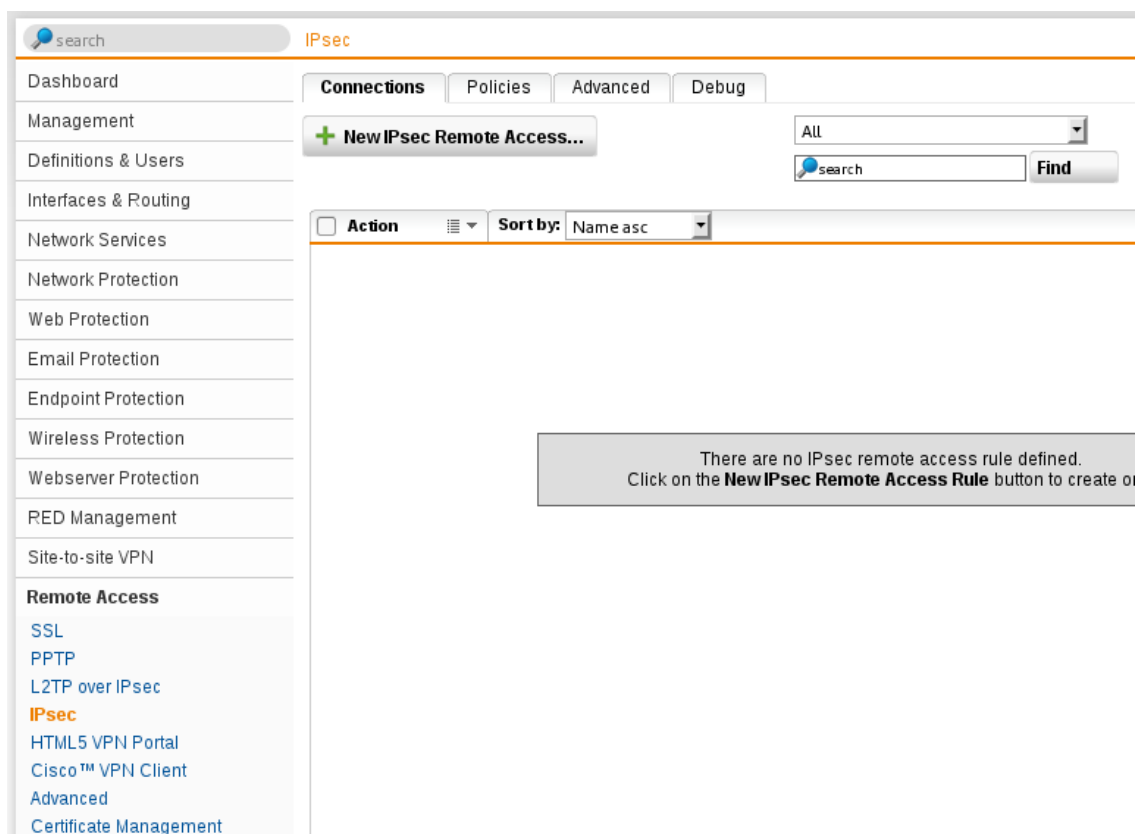 search
IPsec
Dashboard
Management
Definitions & Users
Interfaces & Routing
Network Services
Network Protection
Web Protection
Email Protection
Endpoint Protection
Wireless Protection
Webserver Protection
RED Management
Site-to-site VPN
Remote Access
SSL
PPTP
L2TP over IPsec
IPsec
HTML5 VPN Portal
Cisco™ VPN Client
Advanced
Certificate Management
Connections Policies Advanced Debug
New IPsec Remote Access...
All
search Find
Action Sort by: Name asc
There are no IPsec remote access rule defined.
Click on the New IPsec Remote Access Rule button to create